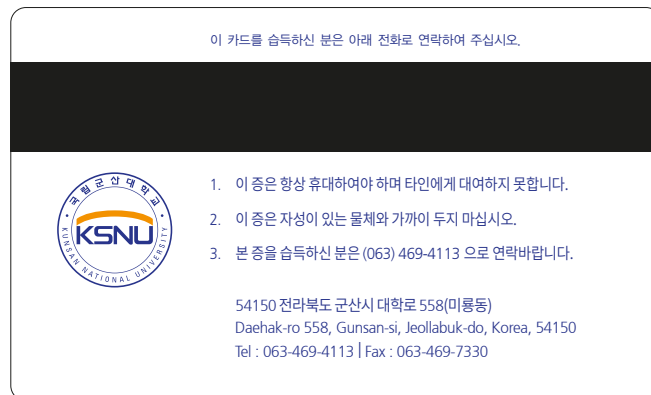 이 카드를 습득하신 분은 아래 전화로 연락하여 주십시오.
국립군산대학교
KSNU
KUNSAN NATIONAL UNIVERSITY
1. 이 증은 항상 휴대하여야 하며 타인에게 대여하지 못합니다.
2. 이 증은 자성이 있는 물체와 가까이 두지 마십시오.
3. 본 증을 습득하신 분은 (063) 469-4113 으로 연락바랍니다.
54150 전라북도 군산시 대학로 558(미룡동)
Daehak-ro 558, Gunsan-si, Jeollabuk-do, Korea, 54150
Tel : 063-469-4113 | Fax : 063-469-7330